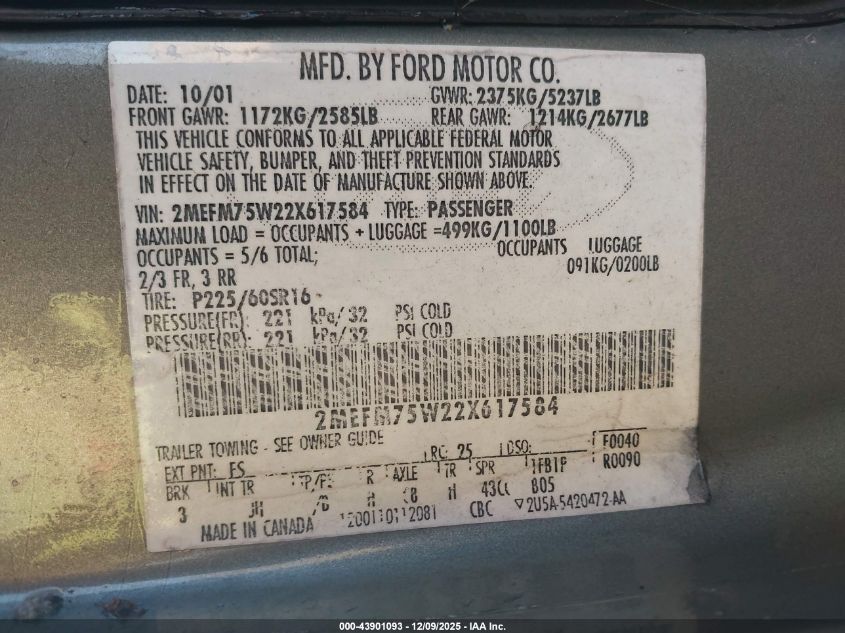 MFD. BY FORD MOTOR CO.
DATE: 10/01 GVWR: 2375KG/5237LB
FRONT GAWR: 1172KG/2585LB REAR GAWR: 1214KG/2677LB
THIS VEHICLE CONFORMS TO ALL APPLICABLE FEDERAL MOTOR
VEHICLE SAFETY, BUMPER, AND THEFT PREVENTION STANDARDS
IN EFFECT ON THE DATE OF MANUFACTURE SHOWN ABOVE.
VIN: 2MEFM75W22X617584 TYPE: PASSENGER
MAXIMUM LOAD = OCCUPANTS + LUGGAGE =499KG/1100LB
OCCUPANTS = 5/6 TOTAL; OCCUPANTS LUGGAGE
2/3 FR, 3 RR 091KG/0200LB
TIRE: P225/60SR16
PRESSURE(FR) 221 kPa/32 PSI COLD
PRESSURE(RR) 221 kPa/32 PSI COLD
2MEFM75W22X617584
TRAILER TOWING - SEE OWNER GUIDE
EXT PNT: FS RC: 25 DSO: F0040
BRK INT TR TP/PS R AXLE TR SPR R0090
3 H 8 H 805
MADE IN CANADA 1200110112081 CBC 2U5A-5420472-AA
000-43901093 - 12/09/2025 - IAA Inc.